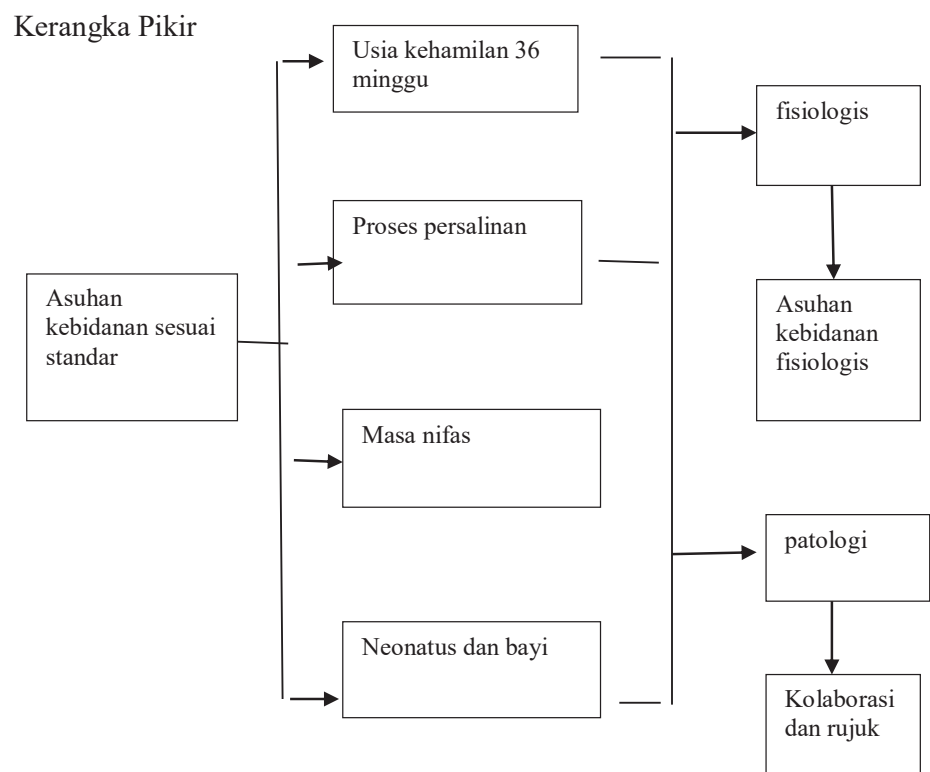 Kerangka Pikir
Usia kehamilan 36
minggu
fisiologis
Proses persalinan
Asuhan
kebidanan sesuai
standar
Asuhan
kebidanan
fisiologis
Masa nifas
patologi
Neonatus dan bayi
Kolaborasi
dan rujuk